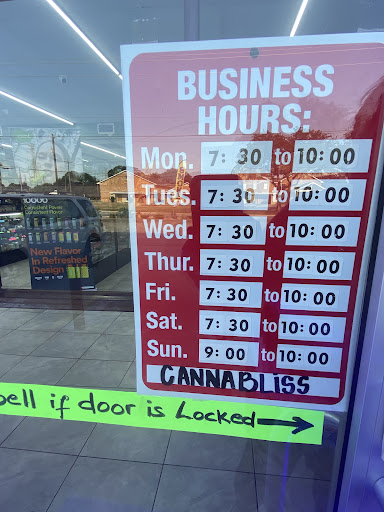 BUSINESS
HOURS:
Mon. 7: 30 to 10: 00
Tues. 7: 30 to 10: 00
Wed. 7: 30 to 10: 00
Thur. 7: 30 to 10: 00
Fri. 7: 30 to 10: 00
Sat. 7: 30 to 10: 00
Sun. 9: 00 to 10: 00
CANNABLISS
bell if door is Locked
New Flavor
In Refreshed
Design